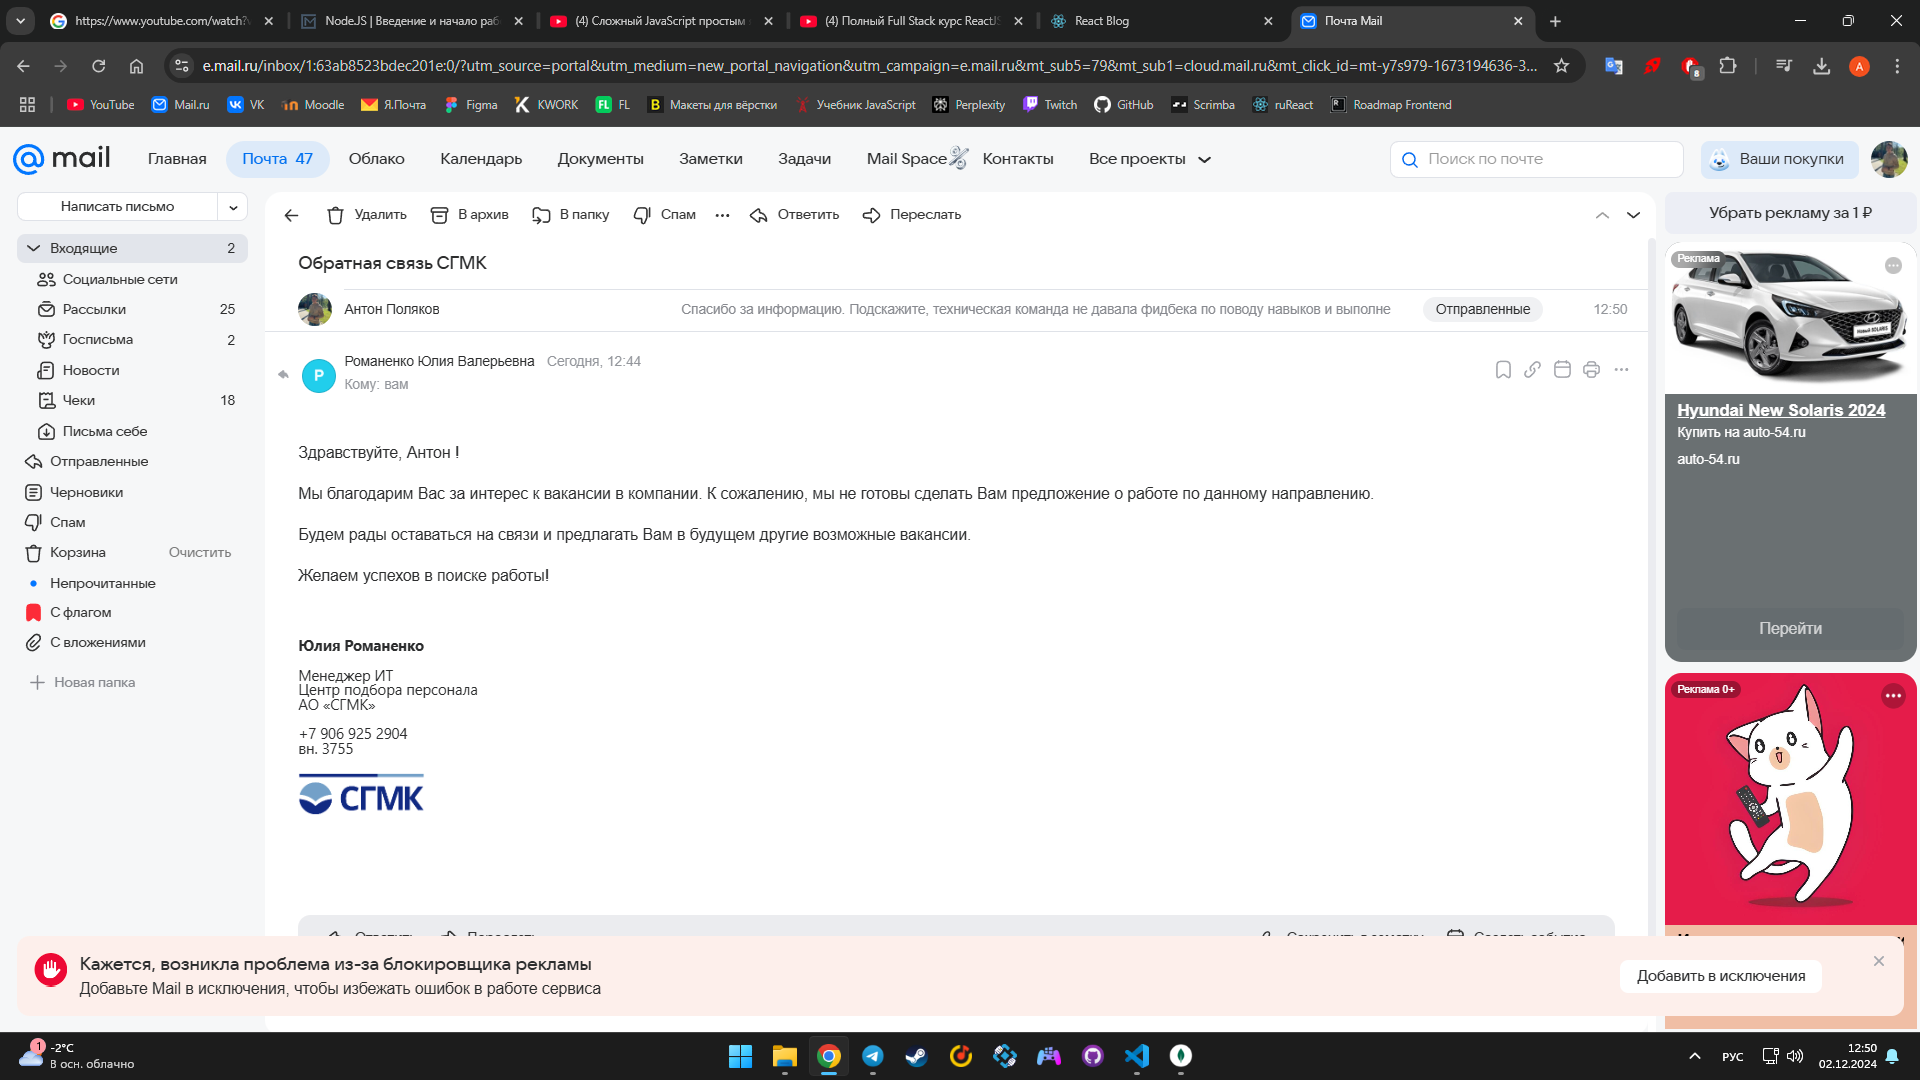 https://www.youtube.com/watch?v
NodeJS | Введение и начало раб
(4) Сложный JavaScript простым
(4) Полный Full Stack курс ReactJS
React Blog
Почта Mail
e.mail.ru/inbox/1:63ab8523bdec201e:0/?utm_source=portal&utm_medium=new_portal_navigation&utm_campaign=e.mail.ru&mt_sub5=79&mt_sub1=cloud.mail.ru&mt_click_id=mt-y7s979-1673194636-3...
8
A
YouTube
Mail.ru
VK
Moodle
Я.Почта
Figma
KWORK
FL
Макеты для вёрстки
Учебник JavaScript
Perplexity
Twitch
GitHub
Scrimba
ruReact
Roadmap Frontend
mail
Главная
Почта 47
Облако
Календарь
Документы
Заметки
Задачи
Mail Space
Контакты
Все проекты
Поиск по почте
Ваши покупки
Написать письмо
Удалить
В архив
В папку
Спам
Ответить
Переслать
Входящие 2
Социальные сети
Рассылки 25
Госписьма 2
Новости
Чеки 18
Письма себе
Отправленные
Черновики
Спам
Корзина Очистить
Непрочитанные
С флагом
С вложениями
Новая папка
Обратная связь СГМК
Антон Поляков Спасибо за информацию. Подскажите, техническая команда не давала фидбека по поводу навыков и выполне Отправленные 12:50
Р
Романенко Юлия Валерьевна Сегодня, 12:44
Кому: вам
Здравствуйте, Антон !
Мы благодарим Вас за интерес к вакансии в компании. К сожалению, мы не готовы сделать Вам предложение о работе по данному направлению.
Будем рады оставаться на связи и предлагать Вам в будущем другие возможные вакансии.
Желаем успехов в поиске работы!
Юлия Романенко
Менеджер ИТ
Центр подбора персонала
АО «СГМК»
+7 906 925 2904
вн. 3755
СГМК
Ответить
Переслать
Сохранить в заметку
Создать событие
Убрать рекламу за 1 ₽
Реклама
Новый SOLARIS
Hyundai New Solaris 2024
Купить на auto-54.ru
auto-54.ru
Перейти
Реклама 0+
Кажется, возникла проблема из-за блокировщика рекламы
Добавьте Mail в исключения, чтобы избежать ошибок в работе сервиса
Добавить в исключения
1
-2°C
В осн. облачно
РУС
12:50
02.12.2024